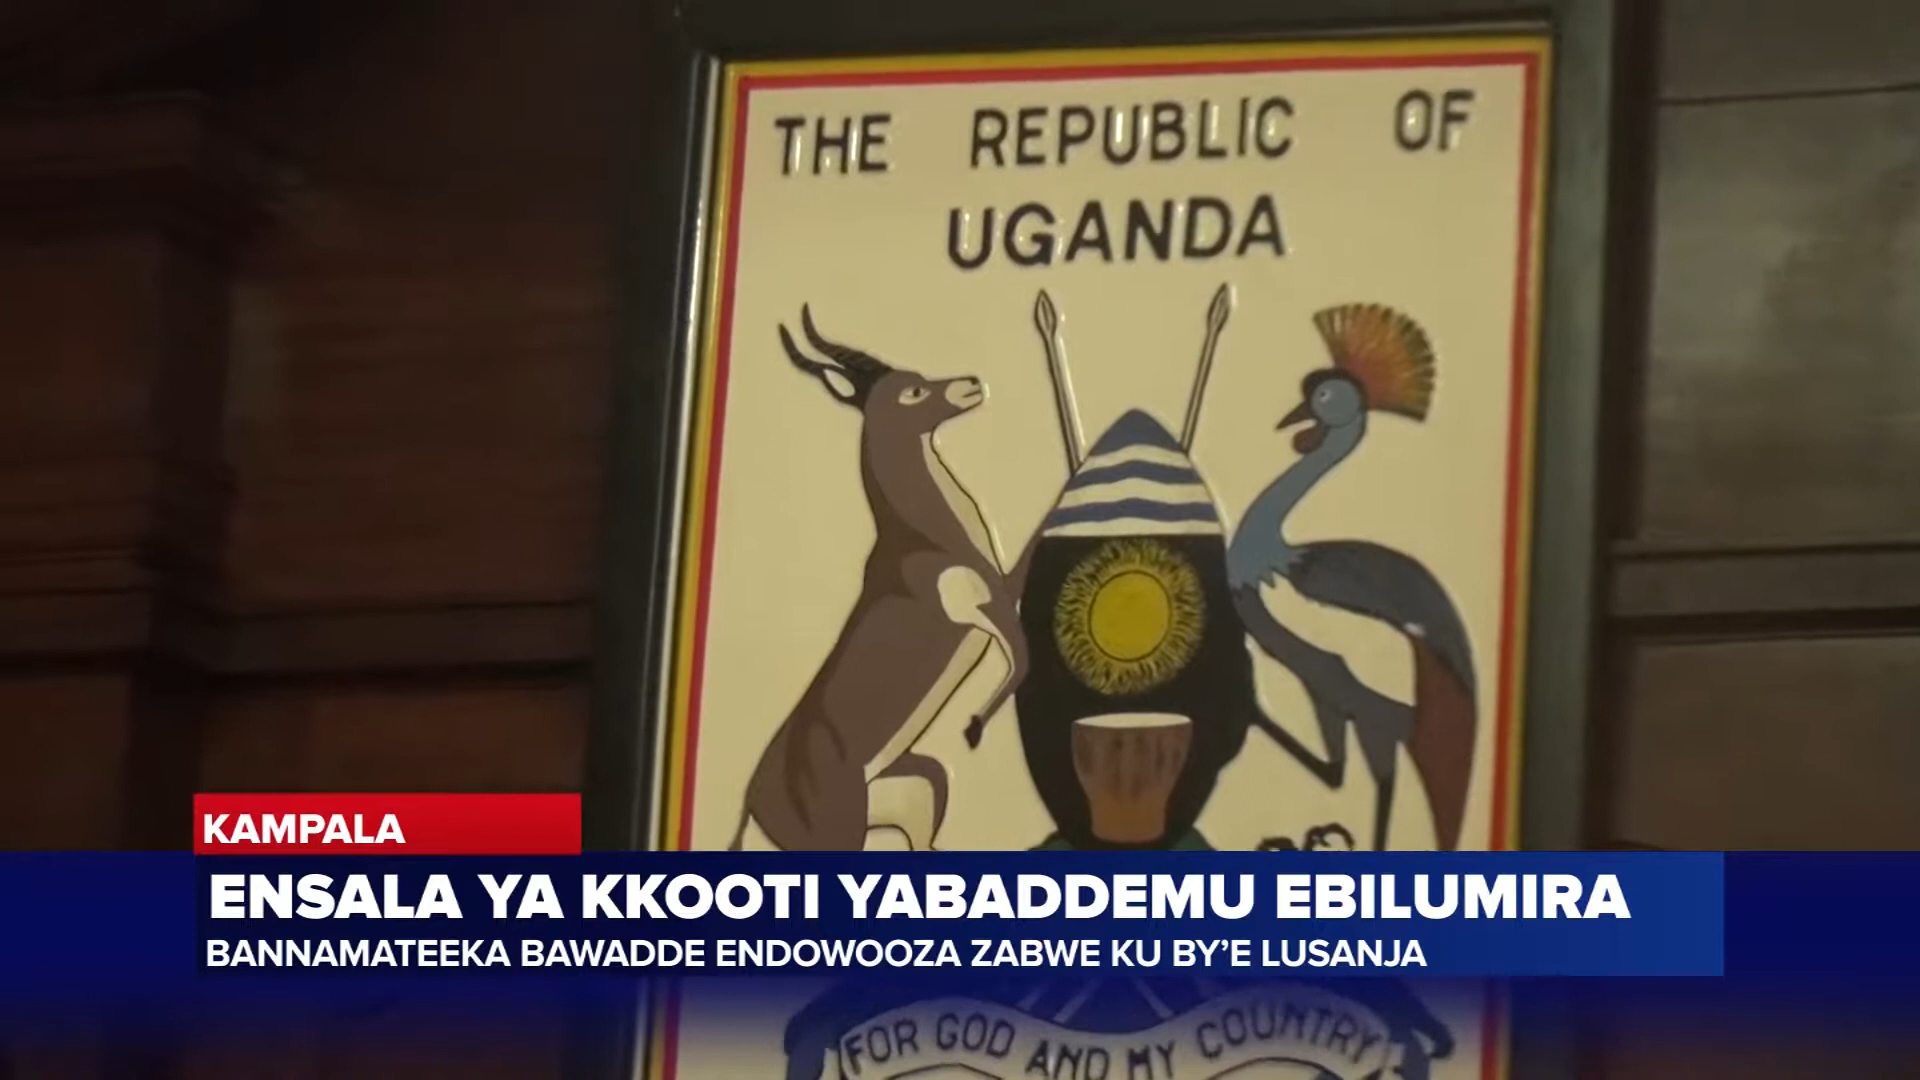 THE REPUBLIC OF
UGANDA
KAMPALA
ENSALA YA KKOOTI YABADDEMU EBILUMIRA
BANNAMATEEKA BAWADDE ENDOWOOZA ZABWE KU BY'E LUSANJA
FOR GOD AND MY COUNTRY